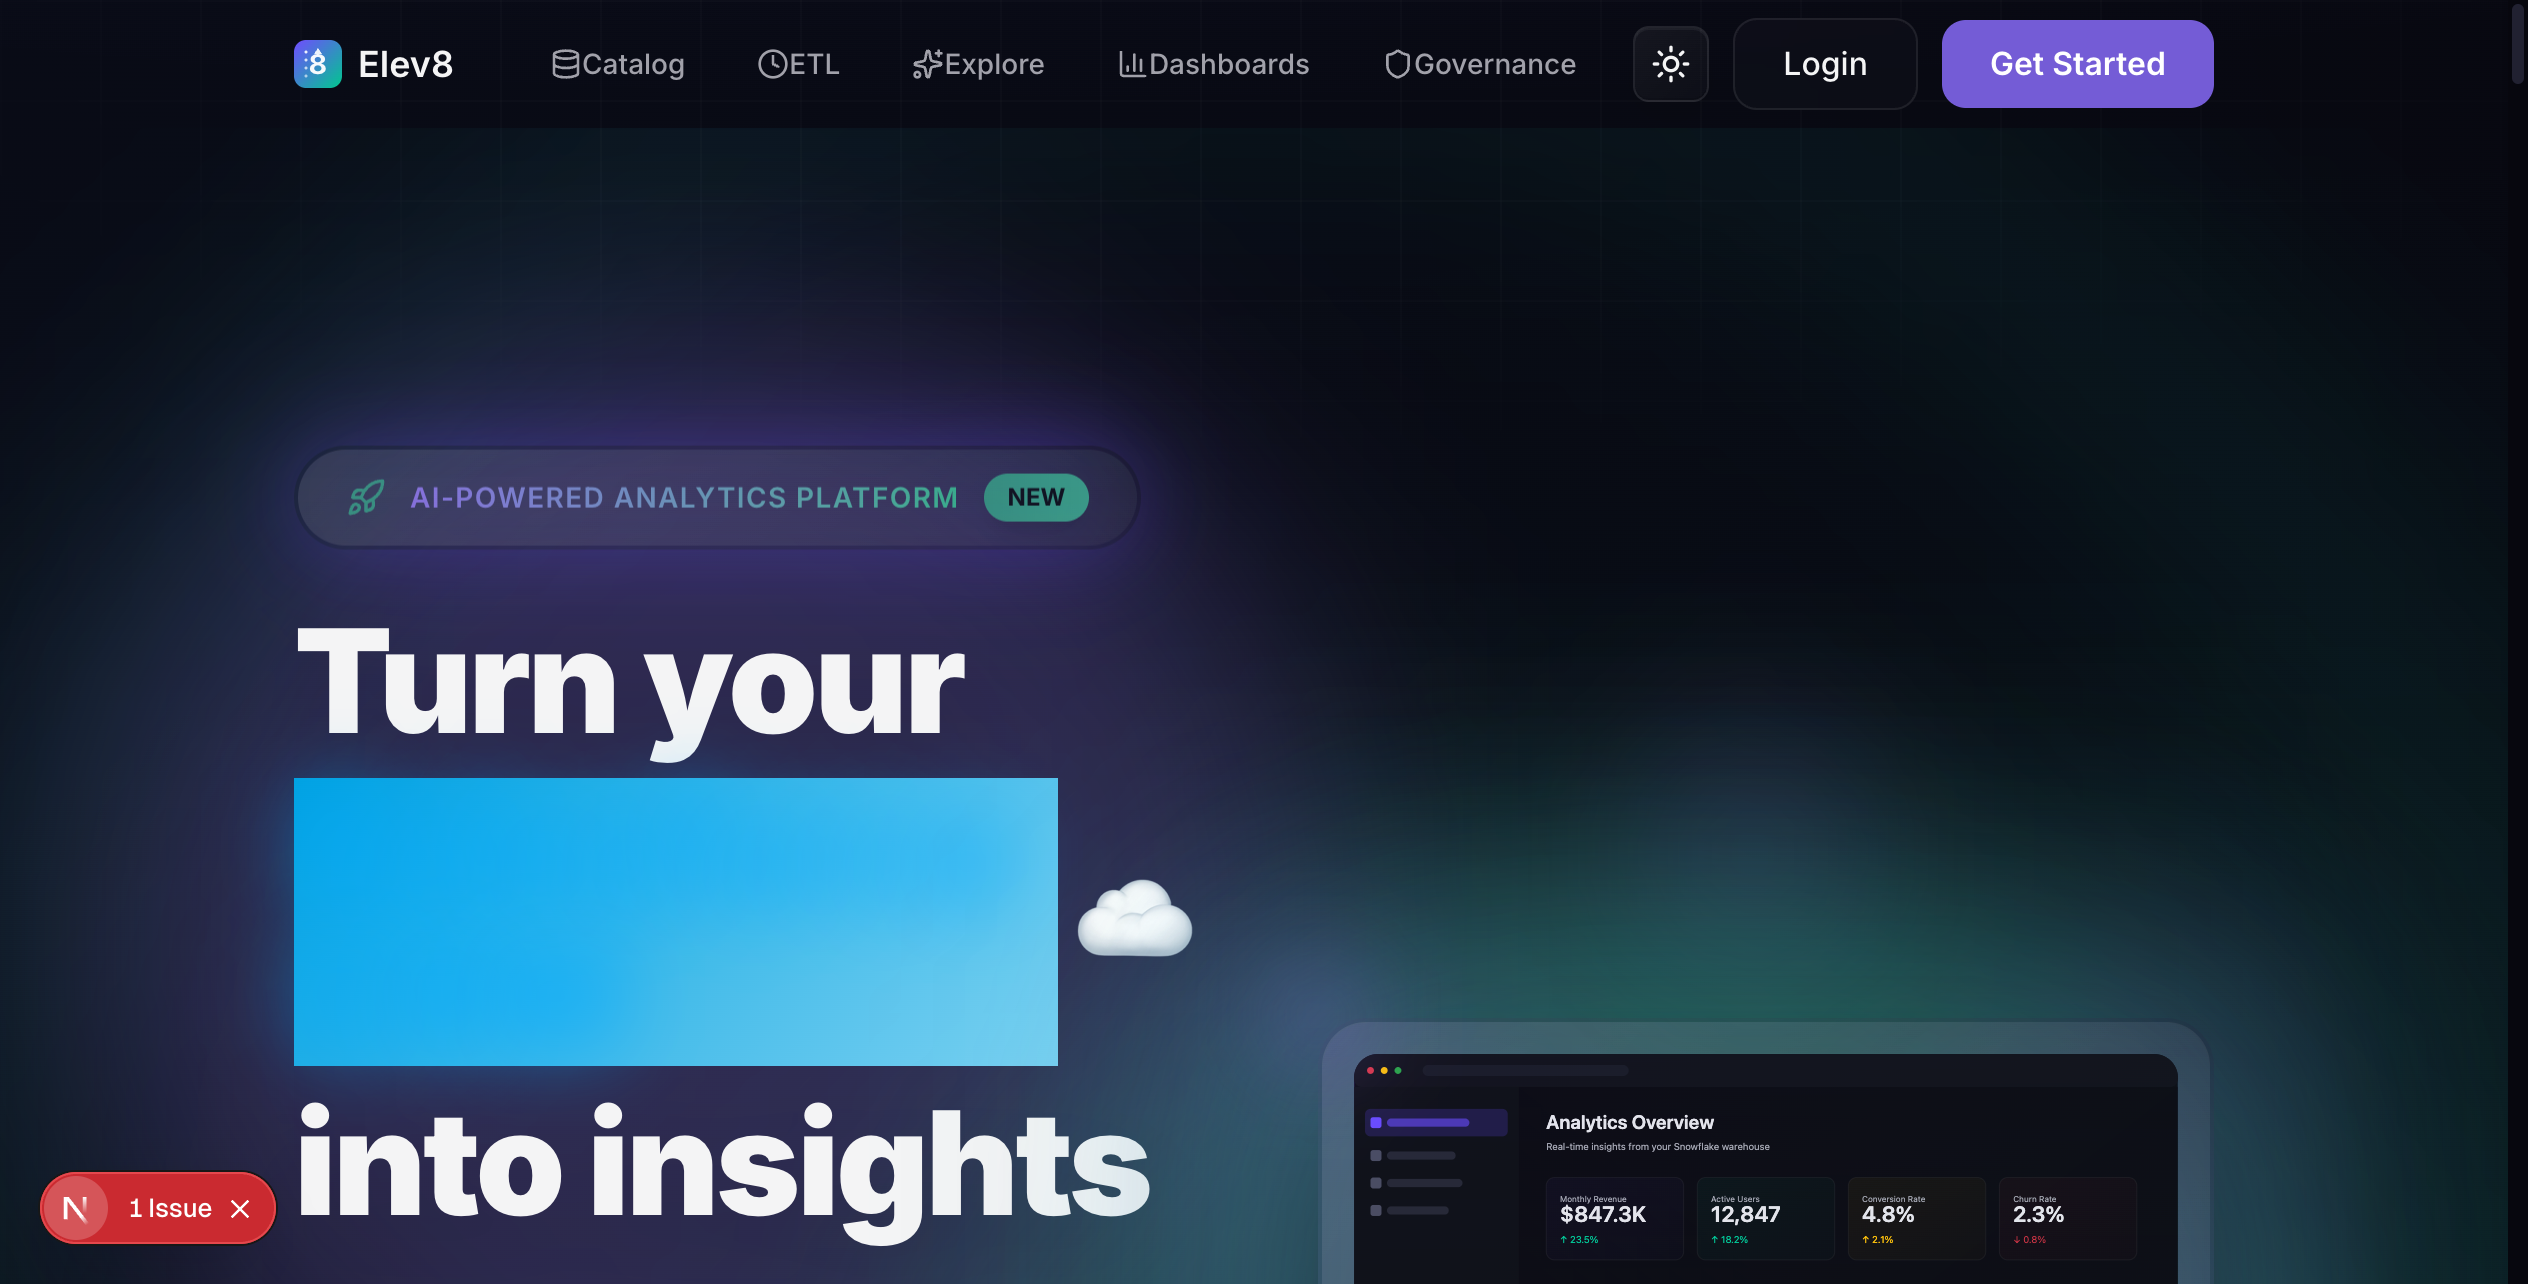 8 Elev8 Catalog ETL Explore Dashboards Governance Login Get Started
AI-POWERED ANALYTICS PLATFORM NEW
Turn your
into insights
N 1 Issue
Analytics Overview
Real-time insights from your Snowflake warehouse
Monthly Revenue Active Users Conversion Rate Churn Rate
$847.3K 12,847 4.8% 2.3%
↑ 23.5% ↑ 18.2% ↑ 2.1% ↓ 0.8%